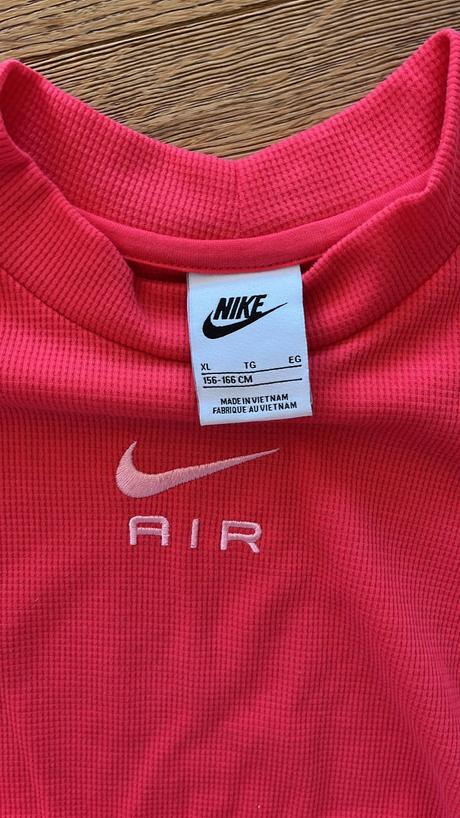 NIKE
XL TG EG
156-166 CM
MADE IN VIETNAM
FABRIQUE AU VIETNAM
AIR